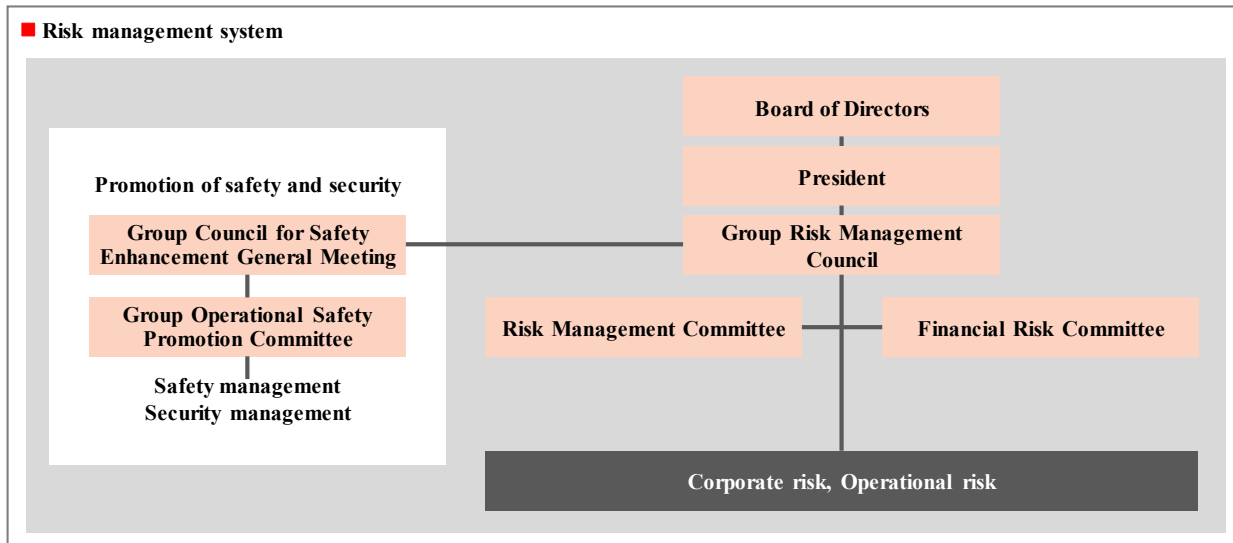 Risk management system
Board of Directors
President
Promotion of safety and security
Group Council for Safety
Enhancement General Meeting
Group Risk Management
Council
Group Operational Safety
Promotion Committee
Risk Management Committee
Financial Risk Committee
Safety management
Security management
Corporate risk, Operational risk